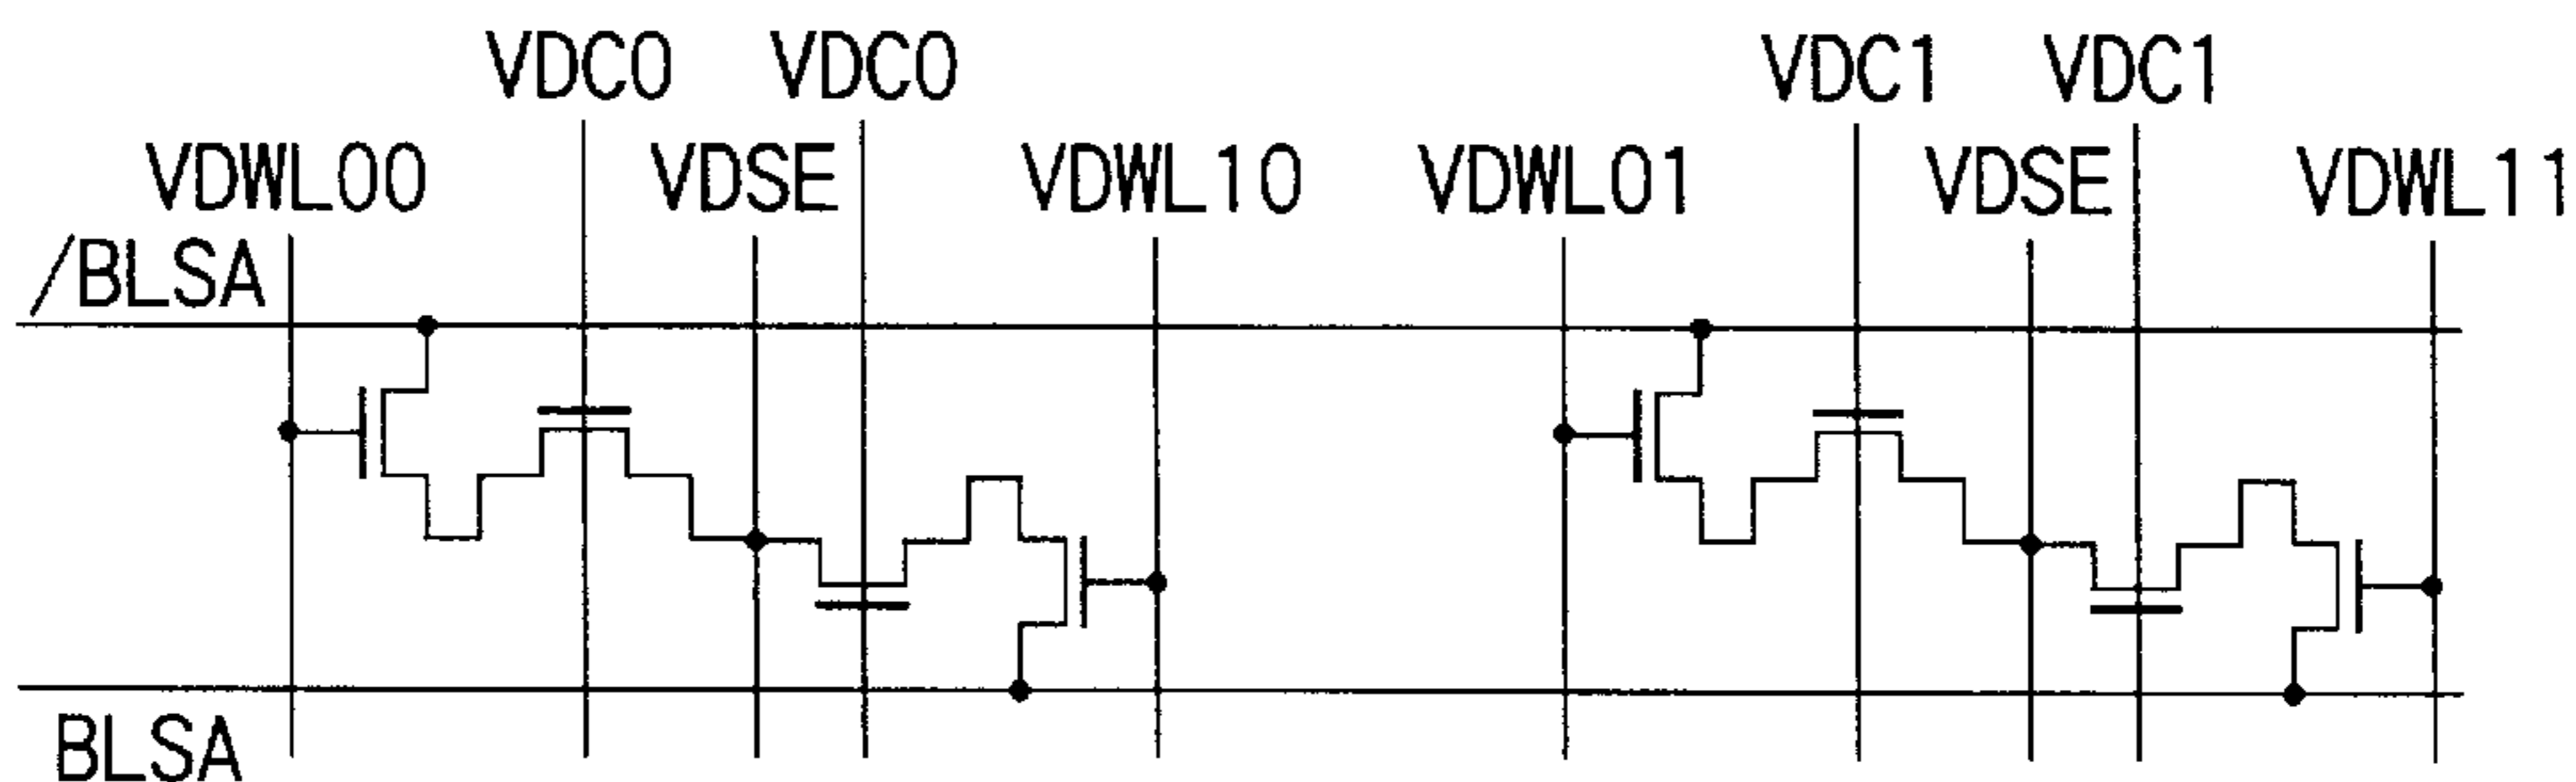 VDC0 VDC0 VDC1 VDC1
VDWL00 VDSE VDWL10 VDWL01 VDSE VDWL11
/BLSA
BLSA